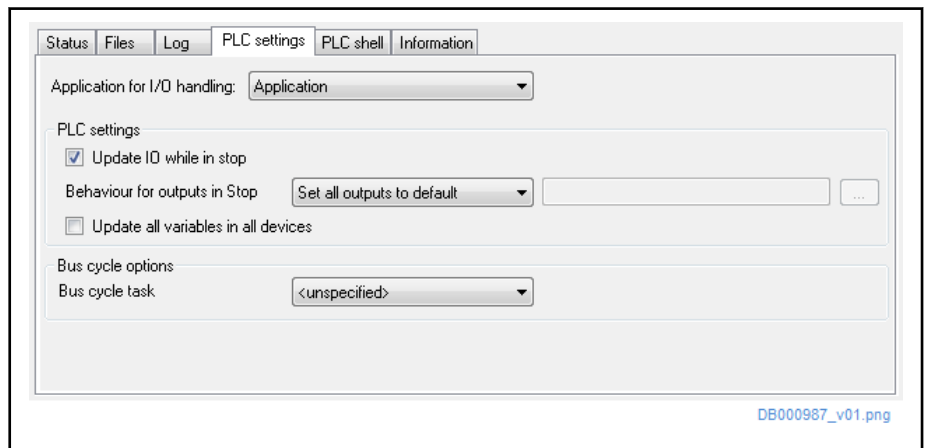 Status Files Log PLC settings PLC shell Information
Application for I/O handling: Application
PLC settings
Update IO while in stop
Behaviour for outputs in Stop Set all outputs to default ...
Update all variables in all devices
Bus cycle options
Bus cycle task <unspecified>
DB000987_v01.png